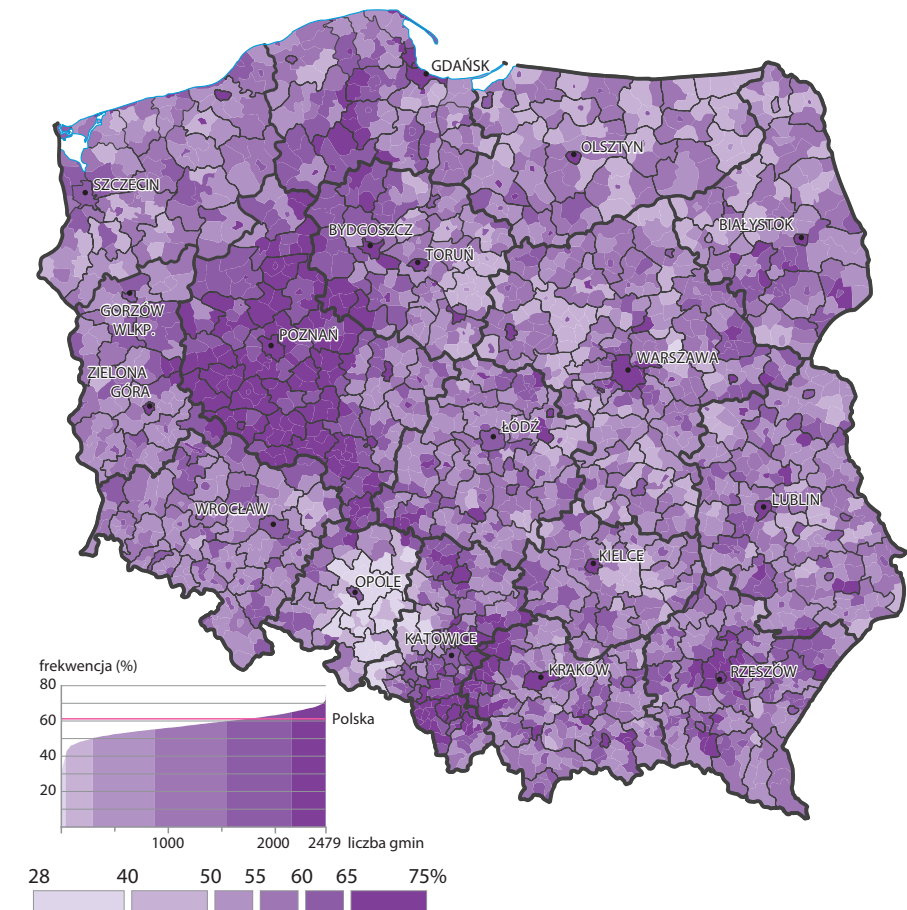 GDAŃSK
OLSZTYN
SZCZECIN
BIAŁYSTOK
BYDGOSZCZ
TORUŃ
GORZÓW
WLKP.
POZNAŃ
WARSZAWA
ZIELONA
GÓRA
ŁÓDŹ
LUBLIN
WROCŁAW
KIELCE
OPOLE
KATOWICE
KRAKÓW
RZESZÓW
frekwencja (%)
80
60
40
20
Polska
1000 2000 2479 liczba gmin
28 40 50 55 60 65 75%